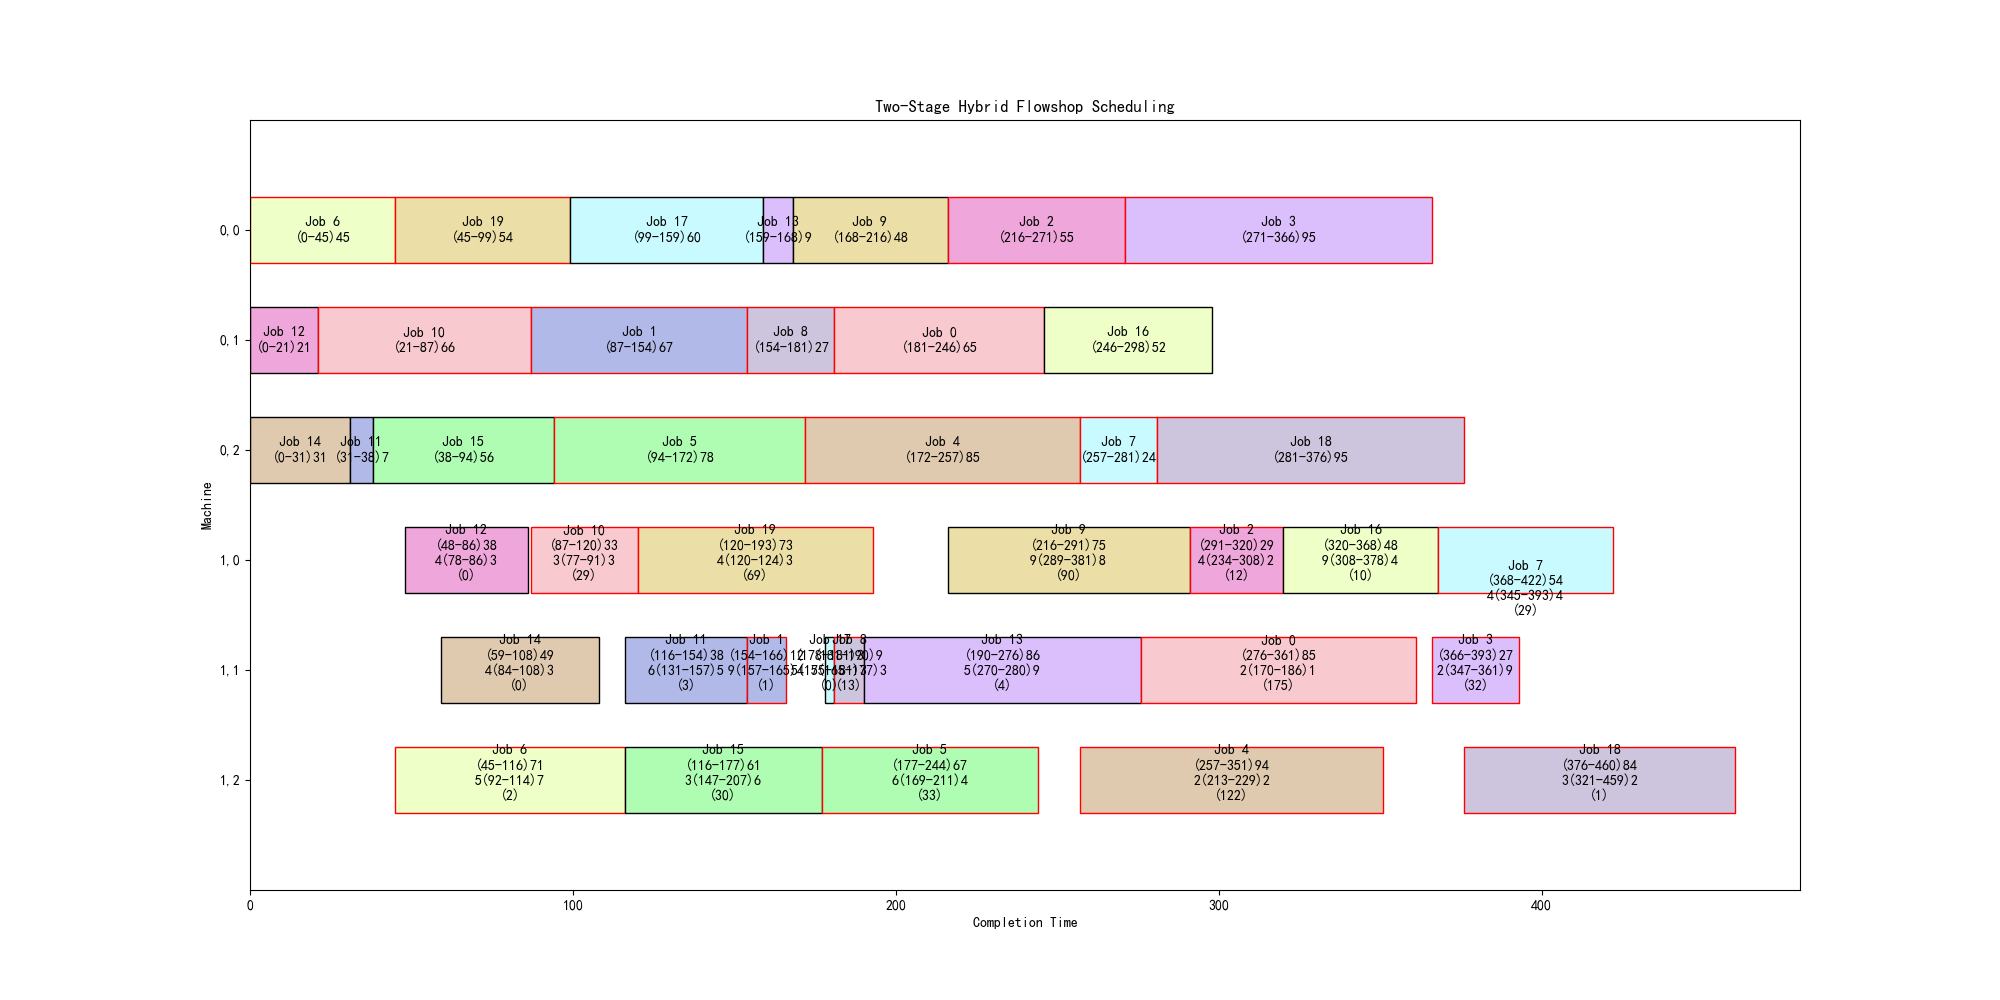 Two-Stage Hybrid Flowshop Scheduling
0,0
Job 6
(0-45)45
Job 19
(45-99)54
Job 17
(99-159)60
Job 13
(159-168)9
Job 9
(168-216)48
Job 2
(216-271)55
Job 3
(271-366)95
0,1
Job 12
(0-21)21
Job 10
(21-87)66
Job 1
(87-154)67
Job 8
(154-181)27
Job 0
(181-246)65
Job 16
(246-298)52
0,2
Job 14
(0-31)31
Job 11
(31-38)7
Job 15
(38-94)56
Job 5
(94-172)78
Job 4
(172-257)85
Job 7
(257-281)24
Job 18
(281-376)95
Machine
1,0
Job 12
(48-86)38
4(78-86)3
(0)
Job 10
(87-120)33
3(77-91)3
(29)
Job 19
(120-193)73
4(120-124)3
(69)
Job 9
(216-291)75
9(289-381)8
(90)
Job 2
(291-320)29
4(234-308)2
(12)
Job 16
(320-368)48
9(308-378)4
(10)
Job 7
(368-422)54
4(345-393)4
(29)
1,1
Job 14
(59-108)49
4(84-108)3
(0)
Job 11
(116-154)38
6(131-157)5
(3)
Job 1
(154-166)12
9(157-165)
(1)
Job 17
(0)
Job 8
(181-190)9
(13)
Job 13
(190-276)86
5(270-280)9
(4)
Job 0
(276-361)85
2(170-186)1
(175)
Job 3
(366-393)27
2(347-361)9
(32)
1,2
Job 6
(45-116)71
5(92-114)7
(2)
Job 15
(116-177)61
3(147-207)6
(30)
Job 5
(177-244)67
6(169-211)4
(33)
Job 4
(257-351)94
2(213-229)2
(122)
Job 18
(376-460)84
3(321-459)2
(1)
0
100
200
300
400
Completion Time